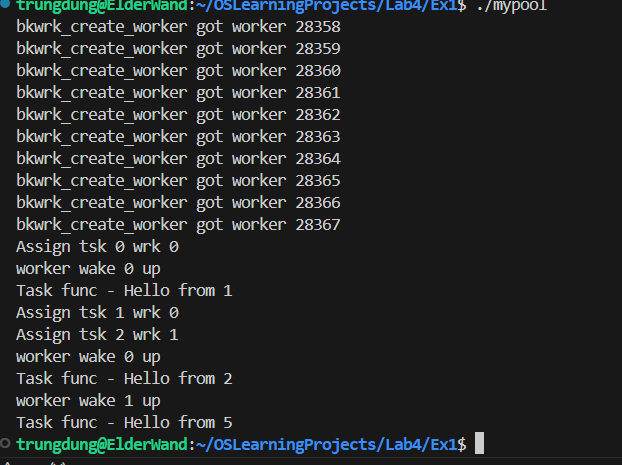 trungdung@ElderWand:~/OSLearningProjects/Lab4/Ex1$ ./mypool
bkwrk_create_worker got worker 28358
bkwrk_create_worker got worker 28359
bkwrk_create_worker got worker 28360
bkwrk_create_worker got worker 28361
bkwrk_create_worker got worker 28362
bkwrk_create_worker got worker 28363
bkwrk_create_worker got worker 28364
bkwrk_create_worker got worker 28365
bkwrk_create_worker got worker 28366
bkwrk_create_worker got worker 28367
Assign tsk 0 wrk 0
worker wake 0 up
Task func - Hello from 1
Assign tsk 1 wrk 0
Assign tsk 2 wrk 1
worker wake 0 up
Task func - Hello from 2
worker wake 1 up
Task func - Hello from 5
trungdung@ElderWand:~/OSLearningProjects/Lab4/Ex1$